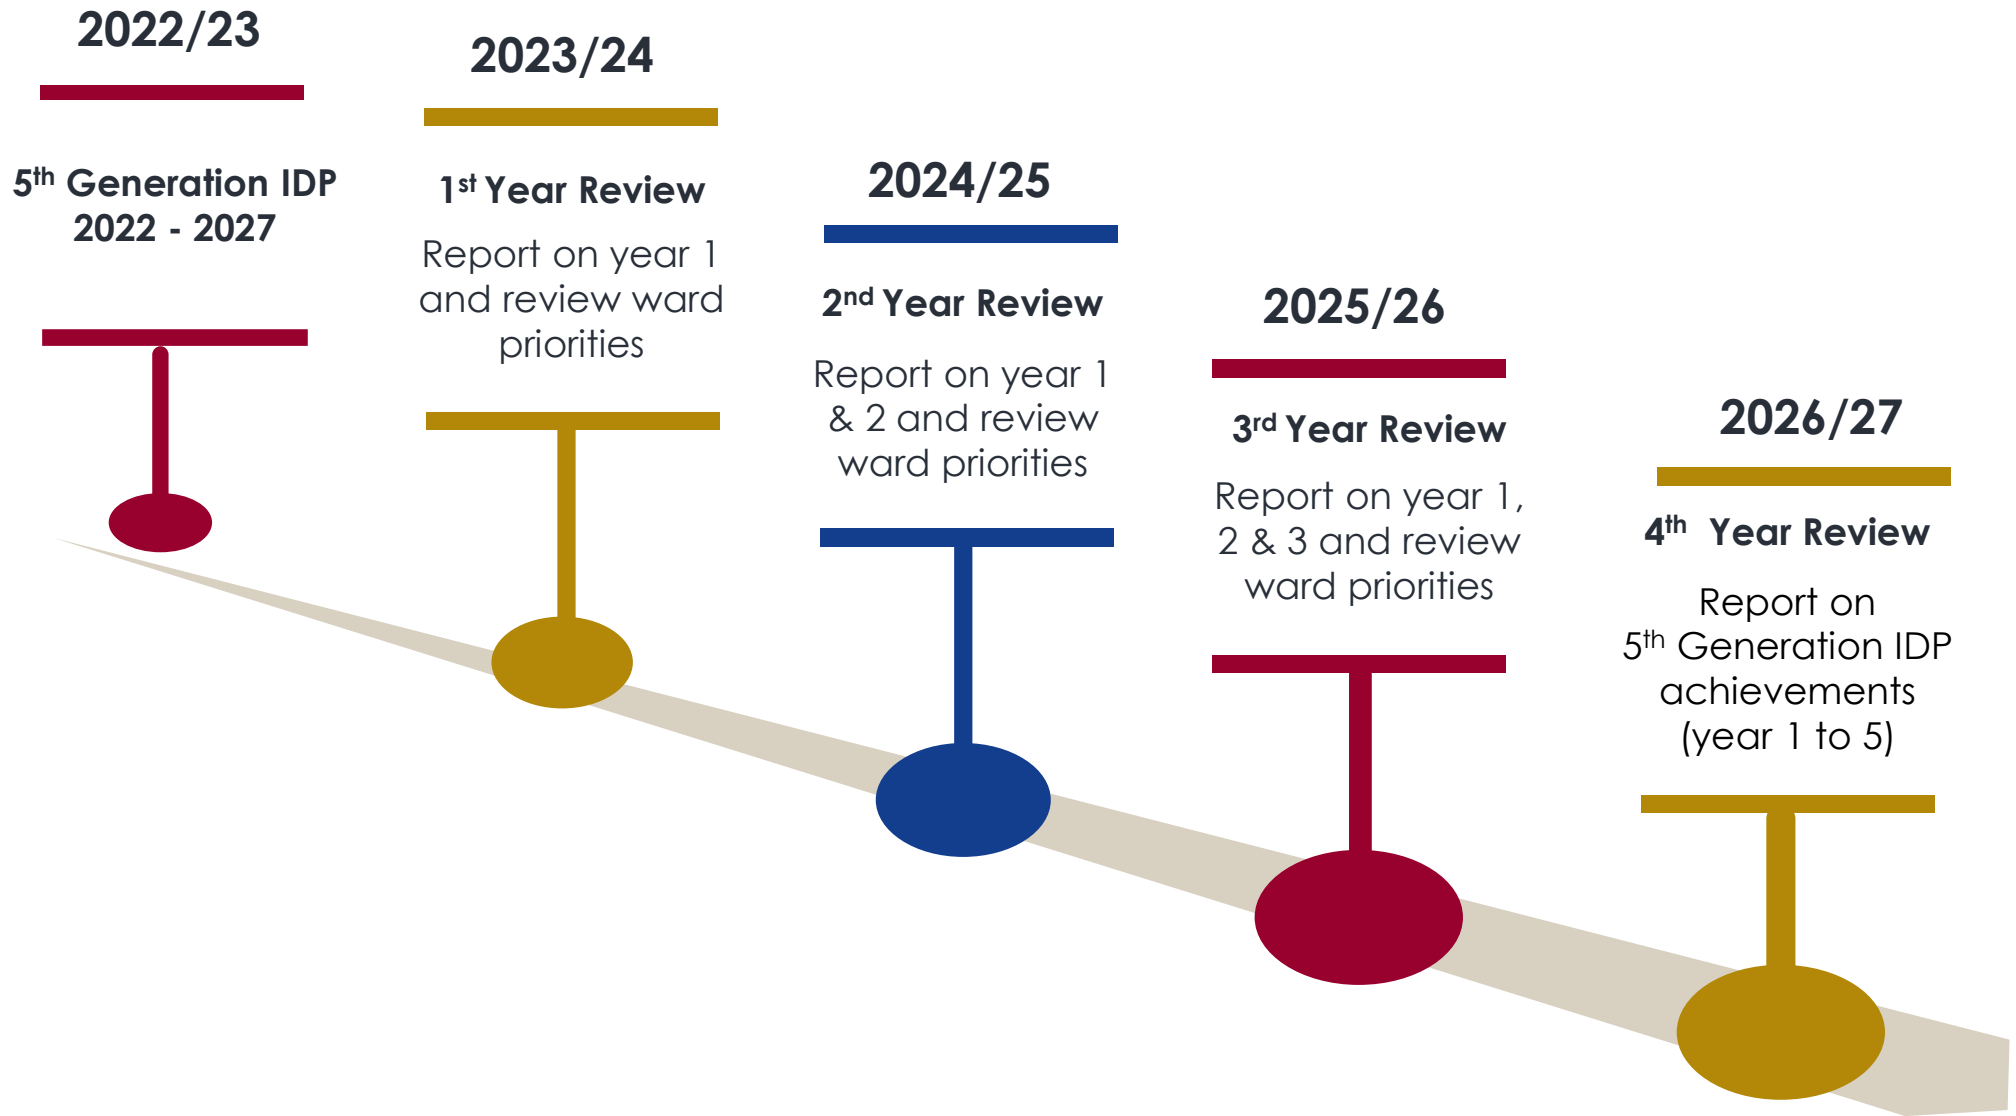 2022/23
5th Generation IDP
2022 - 2027
2023/24
1st Year Review
Report on year 1
and review ward
priorities
2024/25
2nd Year Review
Report on year 1
& 2 and review
ward priorities
2025/26
3rd Year Review
Report on year 1,
2 & 3 and review
ward priorities
2026/27
4th Year Review
Report on
5th Generation IDP
achievements
(year 1 to 5)